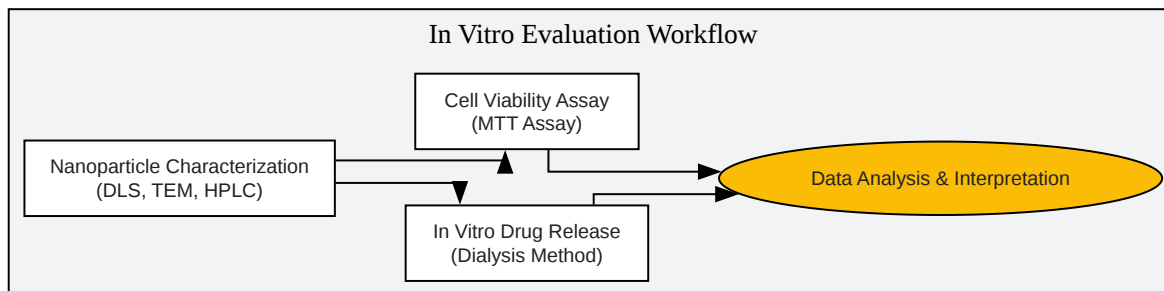 In Vitro Evaluation Workflow
Cell Viability Assay
(MTT Assay)
Nanoparticle Characterization
(DLS, TEM, HPLC)
Data Analysis & Interpretation
In Vitro Drug Release
(Dialysis Method)